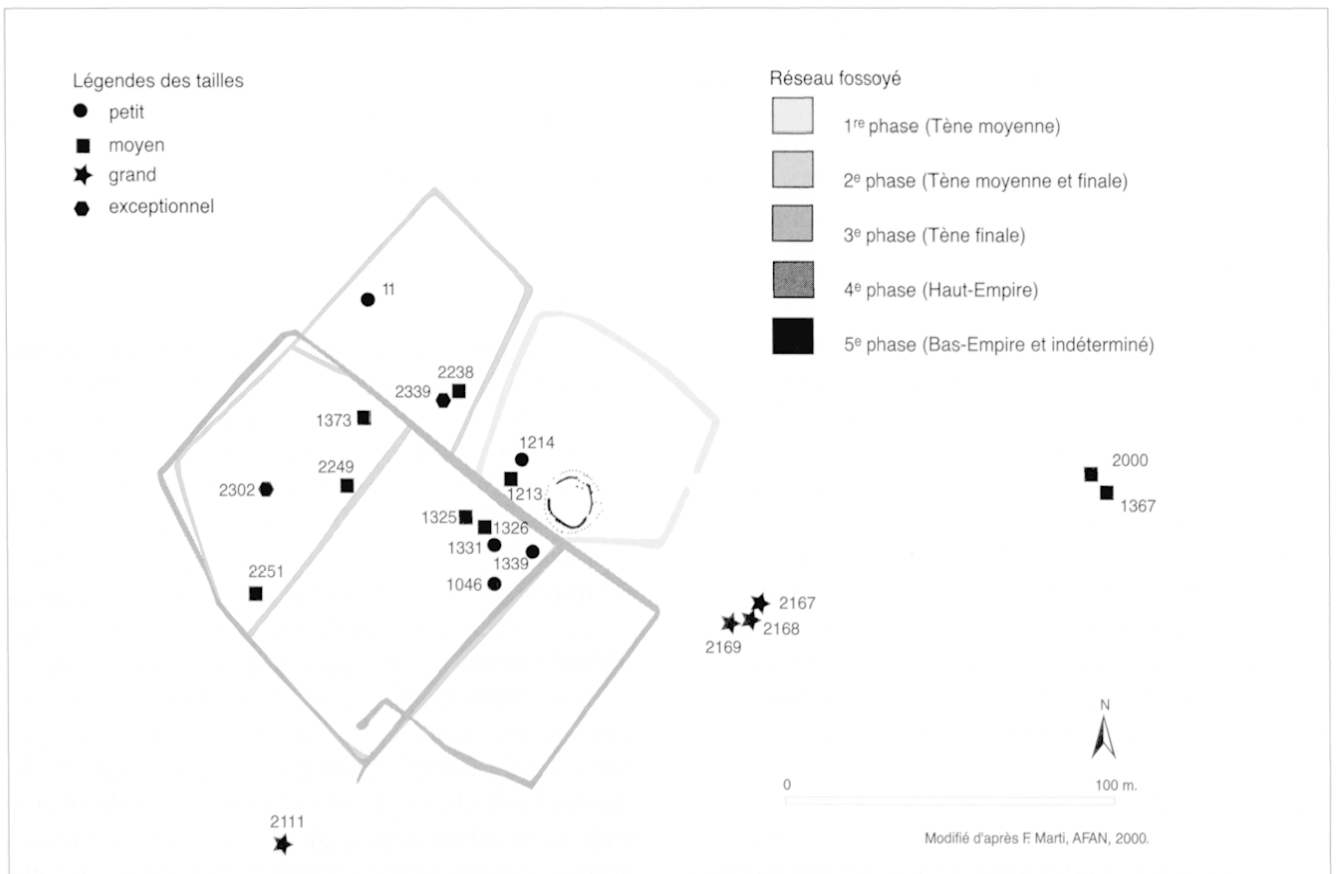 Légendes des tailles
petit
moyen
grand
exceptionnel
Réseau fossoyé
1re phase (Tène moyenne)
2e phase (Tène moyenne et finale)
3e phase (Tène finale)
4e phase (Haut-Empire)
5e phase (Bas-Empire et indéterminé)
11
2238
2339
1373
1214
2249
2302
1213
1325
1326
1331
1339
1046
2251
2000
1367
2167
2168
2169
N
0 100 m.
2111
Modifié d'après F. Marti, AFAN, 2000.